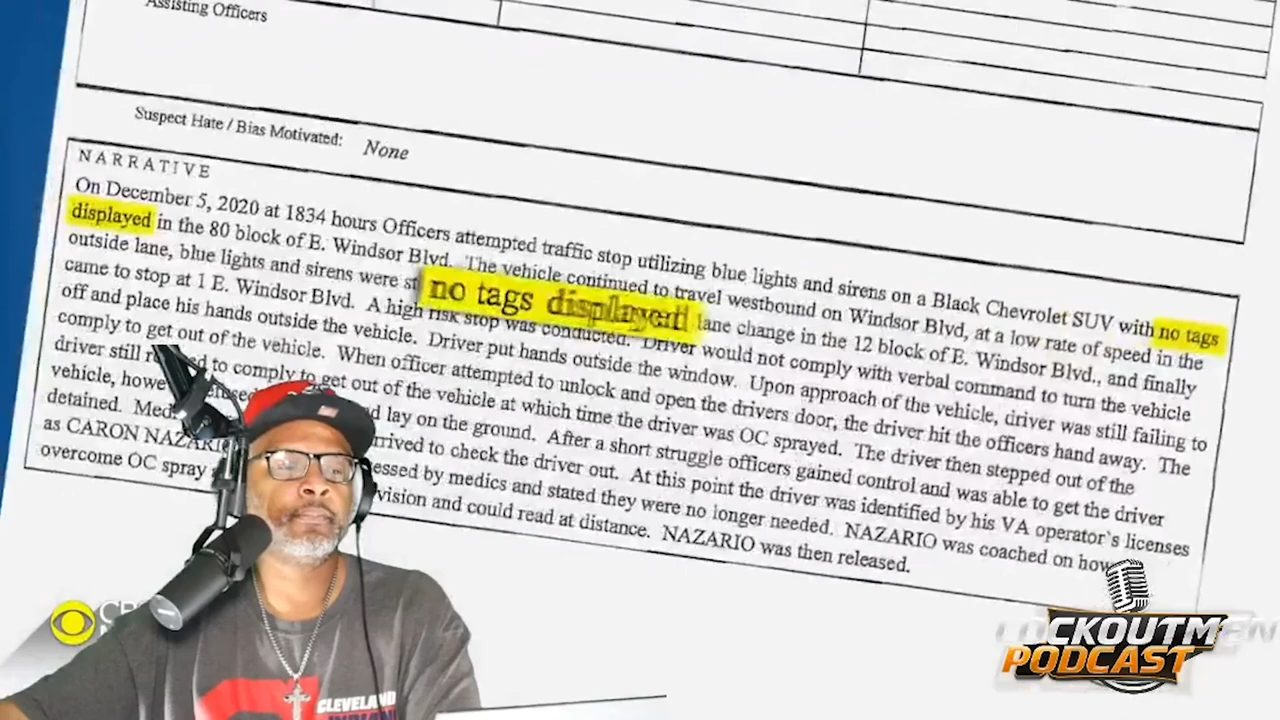 Assisting Officers
Suspect Hate / Bias Motivated: None
NARRATIVE
On December 5, 2020 at 1834 hours Officers attempted traffic stop utilizing blue lights and sirens on a Black Chevrolet SUV with no tags
displayed in the 80 block of E. Windsor Blvd. The vehicle continued to travel westbound on Windsor Blvd, at a low rate of speed in the
outside lane, blue lights and sirens were lane change in the 12 block of E. Windsor Blvd., and finally
no tags displayed
came to stop at 1 E. Windsor Blvd. A high risk stop was conducted. Driver would not comply with verbal command to turn the vehicle
off and place his hands outside the vehicle. Driver put hands outside the window. Upon approach of the vehicle, driver was still failing to
comply to get out of the vehicle. When officer attempted to unlock and open the drivers door, the driver hit the officers hand away. The
driver still to comply to get out of the vehicle at which time the driver was OC sprayed. The driver then stepped out of the
vehicle, lay on the ground. After a short struggle officers gained control and was able to get the driver
detained. to check the driver out. At this point the driver was identified by his VA operator`s licenses
as CARON by medics and stated they were no longer needed. NAZARIO was coached on how
overcome OC spray vision and could read at distance. NAZARIO was then released.
CLEVELAND
INDIANS
PODCAST